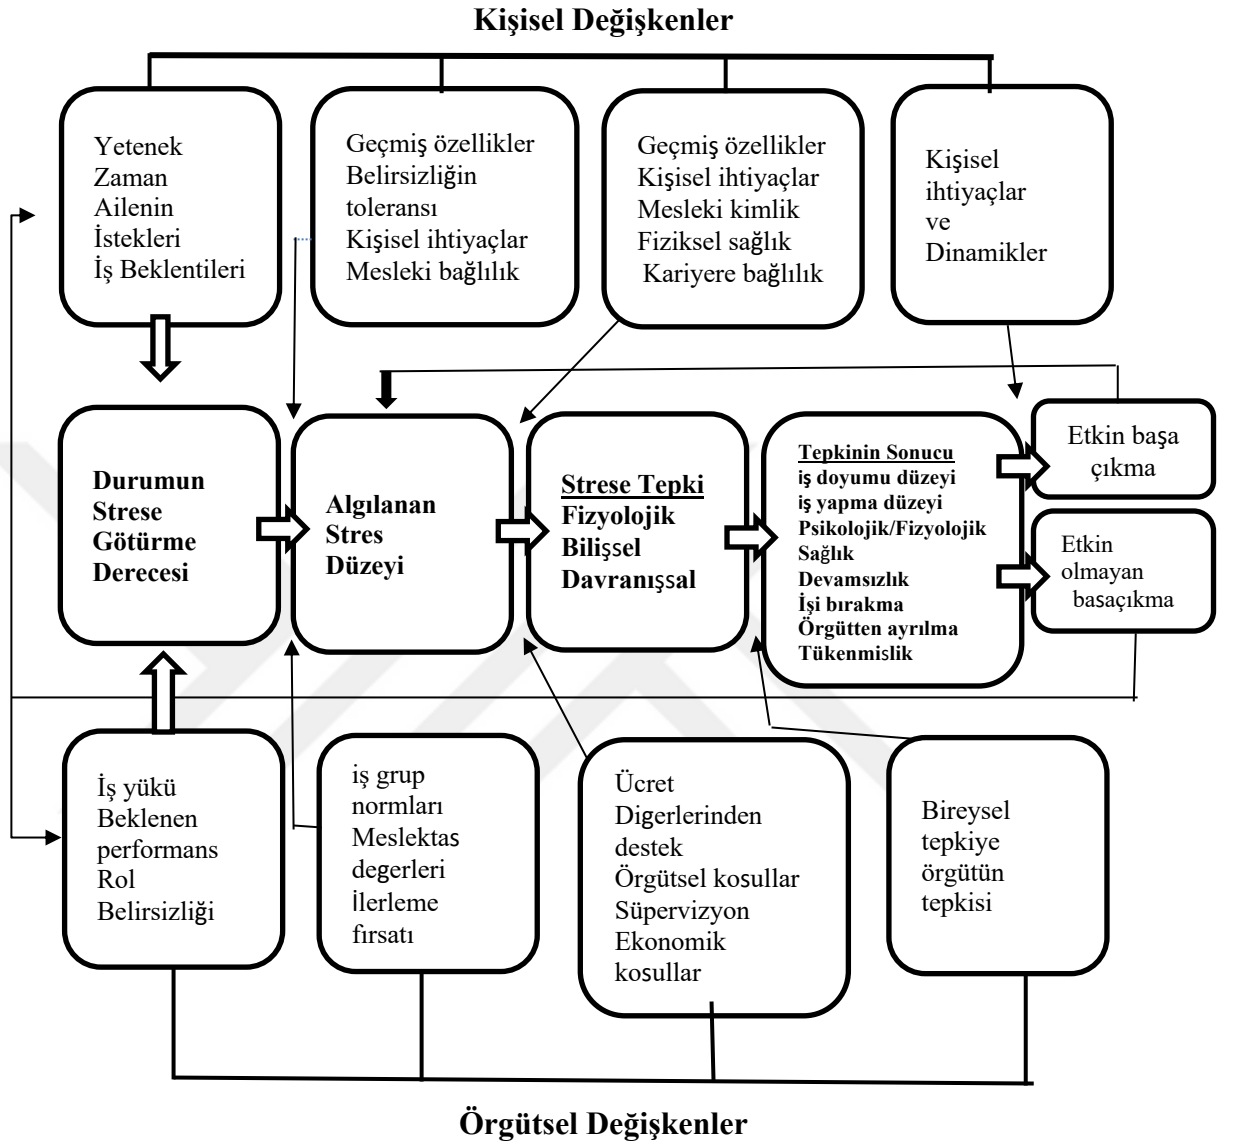 Kişisel Değişkenler
Yetenek
Zaman
Ailenin
İstekleri
İş Beklentileri
Geçmiş özellikler
Belirsizliğin
toleransı
Kişisel ihtiyaçlar
Mesleki bağlılık
Geçmiş özellikler
Kişisel ihtiyaçlar
Mesleki kimlik
Fiziksel sağlık
Kariyere bağlılık
Kişisel
ihtiyaçlar
ve
Dinamikler
Durumun
Strese
Götürme
Derecesi
Algılanan
Stres
Düzeyi
Strese Tepki
Fizyolojik
Bilişsel
Davranışsal
Tepkinin Sonucu
iş doyumu düzeyi
iş yapma düzeyi
Psikolojik/Fizyolojik
Sağlık
Devamsızlık
İşi bırakma
Örgütten ayrılma
Tükenmislik
Etkin başa
çıkma
Etkin
olmayan
basaçıkma
İş yükü
Beklenen
performans
Rol
Belirsizliği
iş grup
normları
Meslektas
degerleri
İlerleme
fırsatı
Ücret
Digerlerinden
destek
Örgütsel kosullar
Süpervizyon
Ekonomik
kosullar
Bireysel
tepkiye
örgütün
tepkisi
Örgütsel Değişkenler